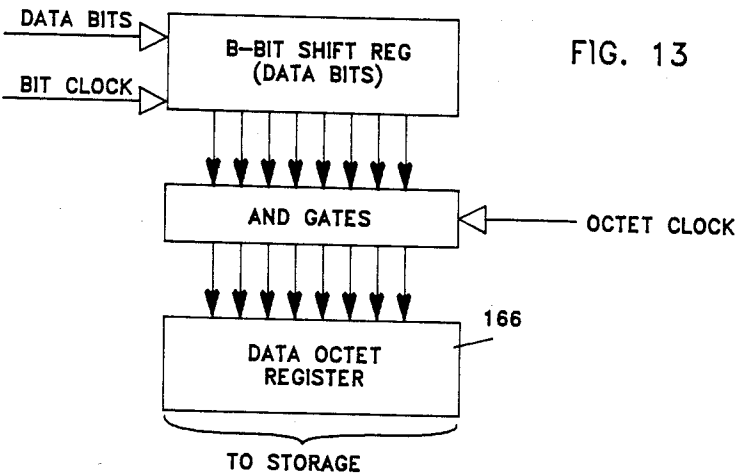 DATA BITS
BIT CLOCK
B-BIT SHIFT REG
(DATA BITS)
FIG. 13
AND GATES
OCTET CLOCK
DATA OCTET
REGISTER
166
TO STORAGE